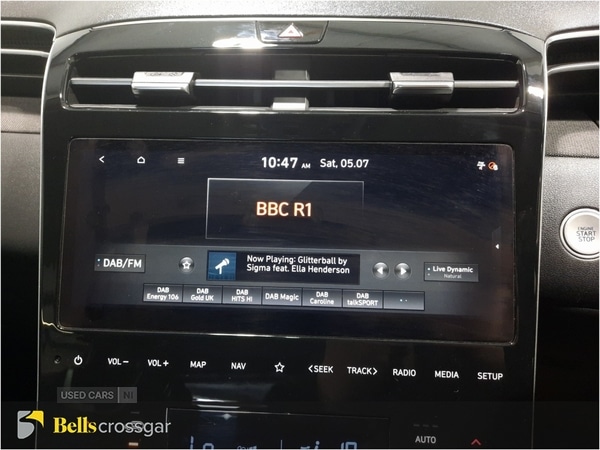 10:47 AM Sat, 05.07
BBC R1
DAB/FM
Now Playing: Glitterball by
Sigma feat. Ella Henderson
Live Dynamic
Natural
DAB
Energy 106
DAB
Gold UK
DAB
HITS HI
DAB Magic
DAB
Caroline
DAB
talkSPORT
ENGINE
START
STOP
VOL− VOL+ MAP NAV <SEEK TRACK> RADIO MEDIA SETUP
USED CARS NI
Bellscrossgar
AUTO